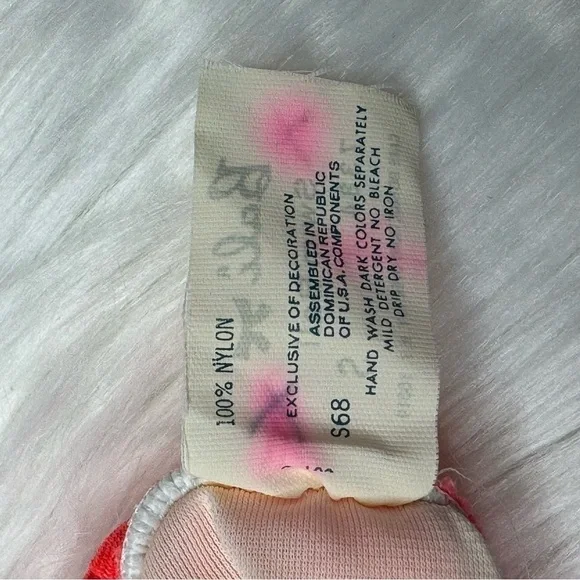 100% NYLON
EXCLUSIVE OF DECORATION
ASSEMBLED IN
DOMINICAN REPUBLIC
OF U.S.A. COMPONENTS
S68
HAND WASH DARK COLORS SEPARATELY
MILD DETERGENT NO BLEACH
DRIP DRY NO IRON